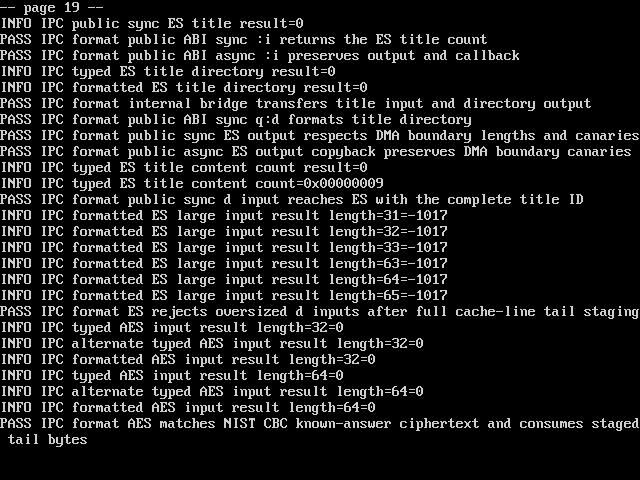 -- page 19 --
INFO IPC public sync ES title result=0
PASS IPC format public ABI sync :i returns the ES title count
PASS IPC format public ABI async :i preserves output and callback
INFO IPC typed ES title directory result=0
INFO IPC formatted ES title directory result=0
PASS IPC format internal bridge transfers title input and directory output
PASS IPC format public ABI sync q:d formats title directory
PASS IPC format public sync ES output respects DMA boundary lengths and canaries
PASS IPC format public async ES output copyback preserves DMA boundary canaries
INFO IPC typed ES title content count result=0
INFO IPC typed ES title content count=0x00000009
PASS IPC format public sync d input reaches ES with the complete title ID
INFO IPC formatted ES large input result length=31=-1017
INFO IPC formatted ES large input result length=32=-1017
INFO IPC formatted ES large input result length=33=-1017
INFO IPC formatted ES large input result length=63=-1017
INFO IPC formatted ES large input result length=64=-1017
INFO IPC formatted ES large input result length=65=-1017
PASS IPC format ES rejects oversized d inputs after full cache-line tail staging
INFO IPC typed AES input result length=32=0
INFO IPC alternate typed AES input result length=32=0
INFO IPC formatted AES input result length=32=0
INFO IPC typed AES input result length=64=0
INFO IPC alternate typed AES input result length=64=0
INFO IPC formatted AES input result length=64=0
PASS IPC format AES matches NIST CBC known-answer ciphertext and consumes staged
 tail bytes